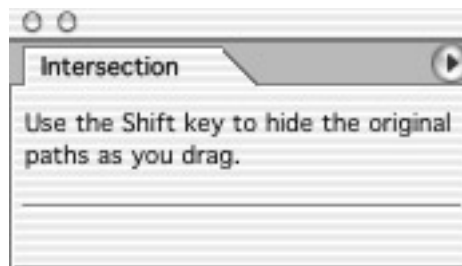 Intersection
Use the Shift key to hide the original
paths as you drag.